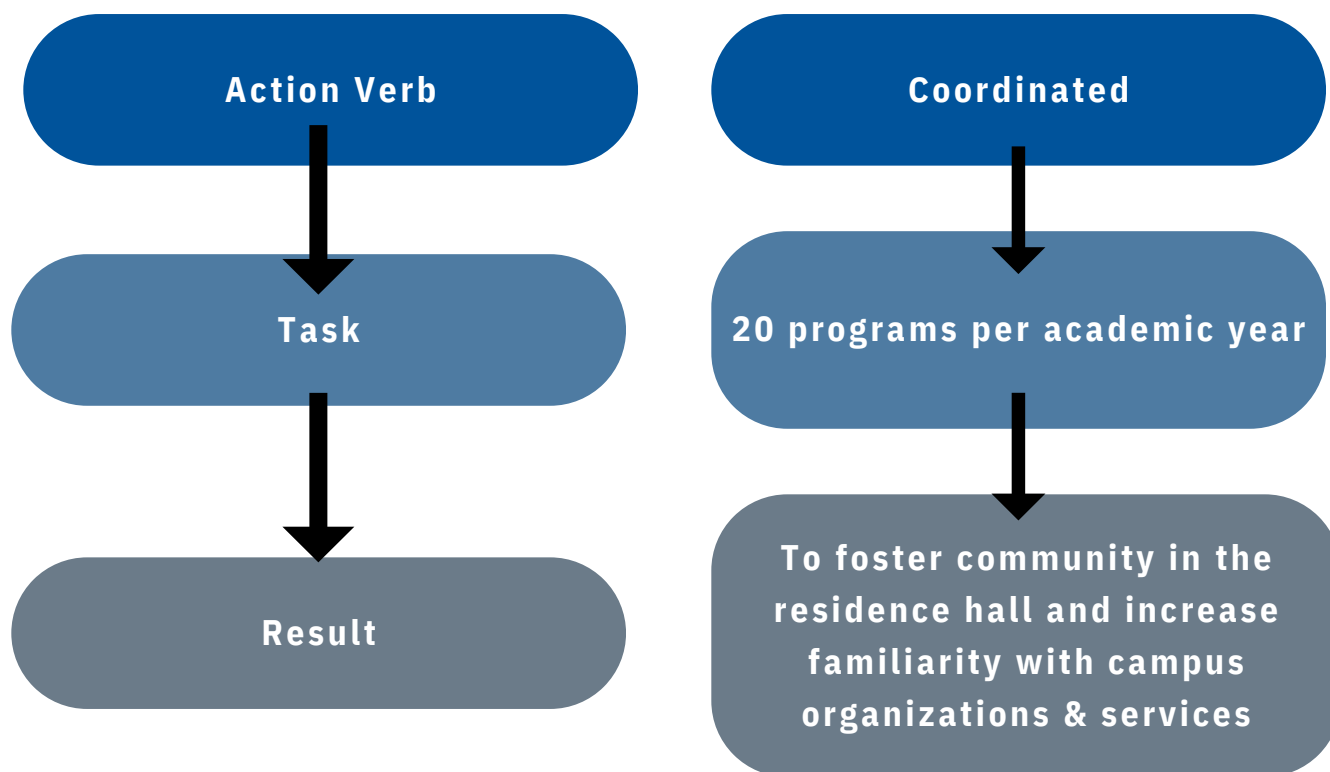 Action Verb
Task
Result
Coordinated
20 programs per academic year
To foster community in the
residence hall and increase
familiarity with campus
organizations & services